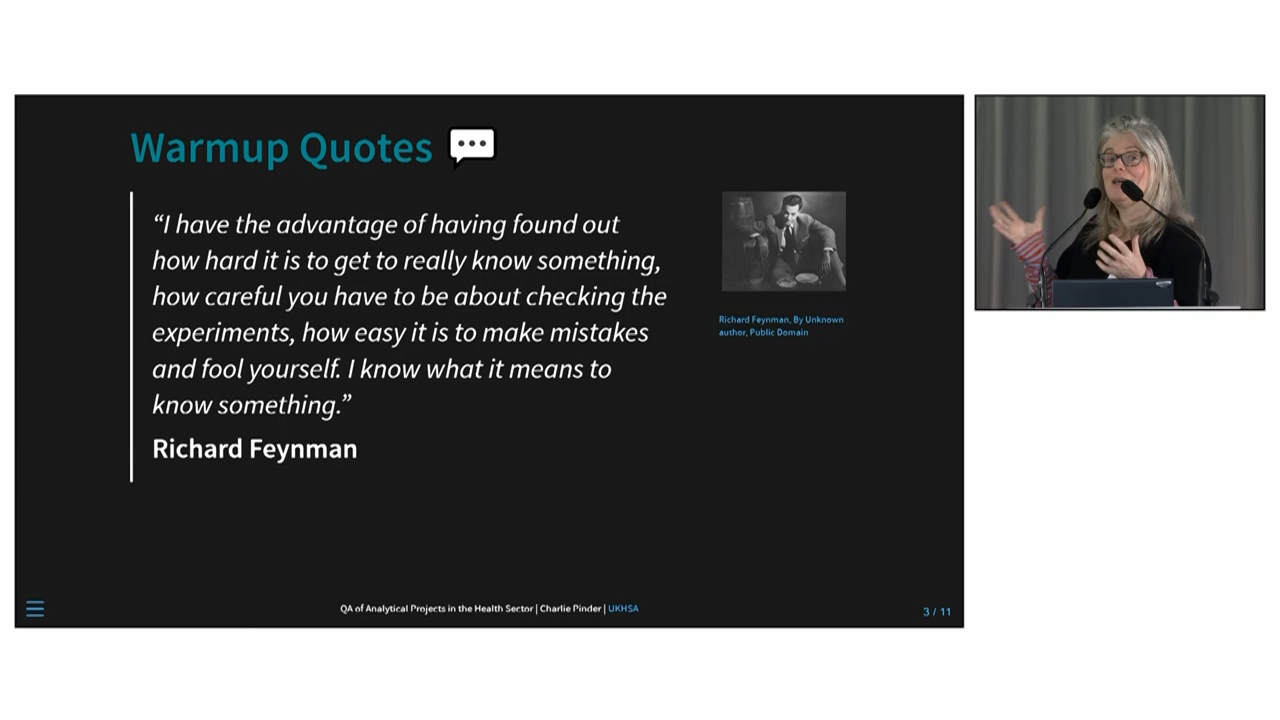 Warmup Quotes
“I have the advantage of having found out
how hard it is to get to really know something,
how careful you have to be about checking the
experiments, how easy it is to make mistakes
and fool yourself. I know what it means to
know something.”
Richard Feynman
Richard Feynman, By Unknown
author, Public Domain
QA of Analytical Projects in the Health Sector | Charlie Pinder | UKHSA
3 / 11